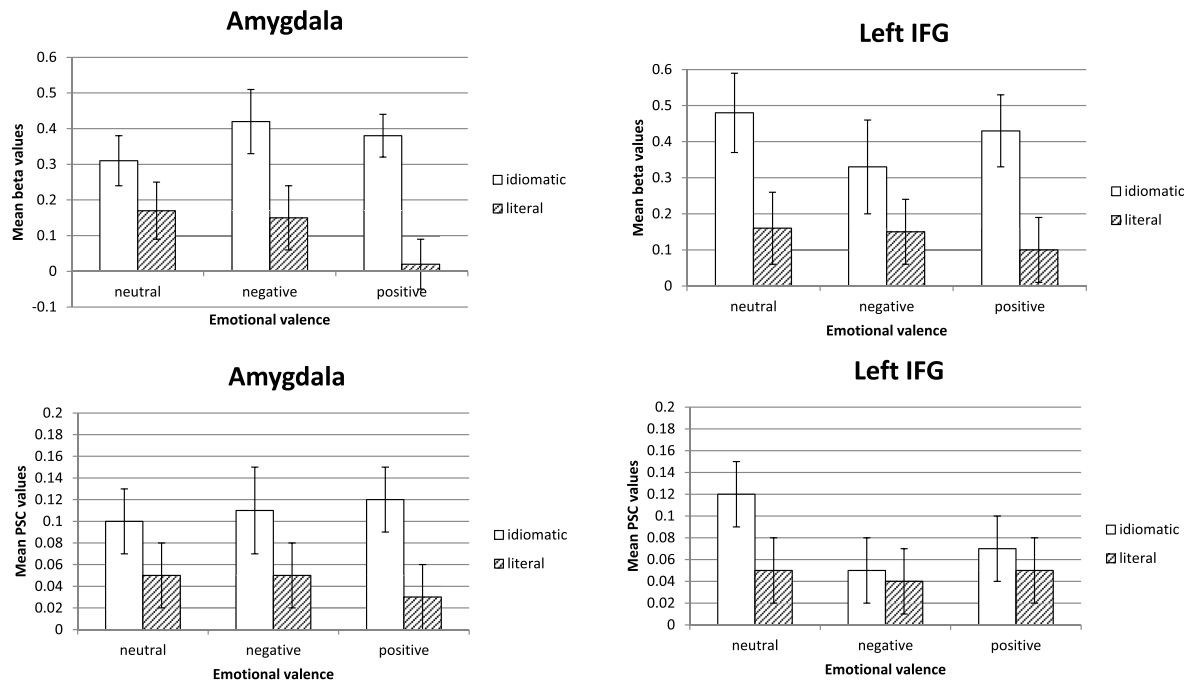 Amygdala
0.6
0.5
0.4
0.3
0.2
0.1
0
-0.1
Mean beta values
neutral negative positive
Emotional valence
idiomatic
literal
Left IFG
0.6
0.5
0.4
0.3
0.2
0.1
0
Mean beta values
neutral negative positive
Emotional valence
idiomatic
literal
Amygdala
0.2
0.18
0.16
0.14
0.12
0.1
0.08
0.06
0.04
0.02
0
Mean PSC values
neutral negative positive
Emotional valence
idiomatic
literal
Left IFG
0.2
0.18
0.16
0.14
0.12
0.1
0.08
0.06
0.04
0.02
0
Mean PSC values
neutral negative positive
Emotional valence
idiomatic
literal